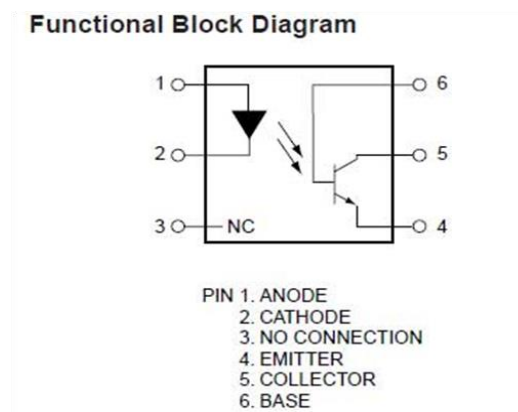 Functional Block Diagram
1 6
2 5
3 NC 4
PIN 1. ANODE
2. CATHODE
3. NO CONNECTION
4. EMITTER
5. COLLECTOR
6. BASE